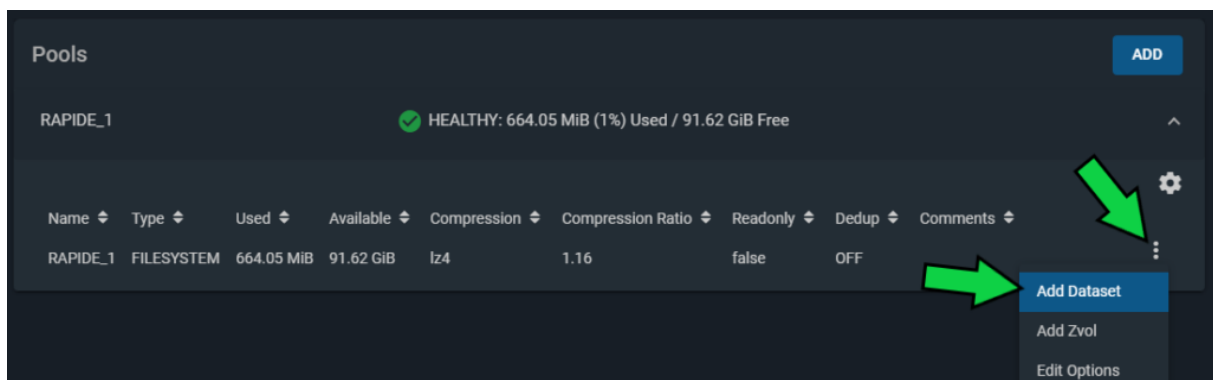 Pools
ADD
RAPIDE_1 HEALTHY: 664.05 MiB (1%) Used / 91.62 GiB Free
Name Type Used Available Compression Compression Ratio Readonly Dedup Comments
RAPIDE_1 FILESYSTEM 664.05 MiB 91.62 GiB lz4 1.16 false OFF
Add Dataset
Add Zvol
Edit Options